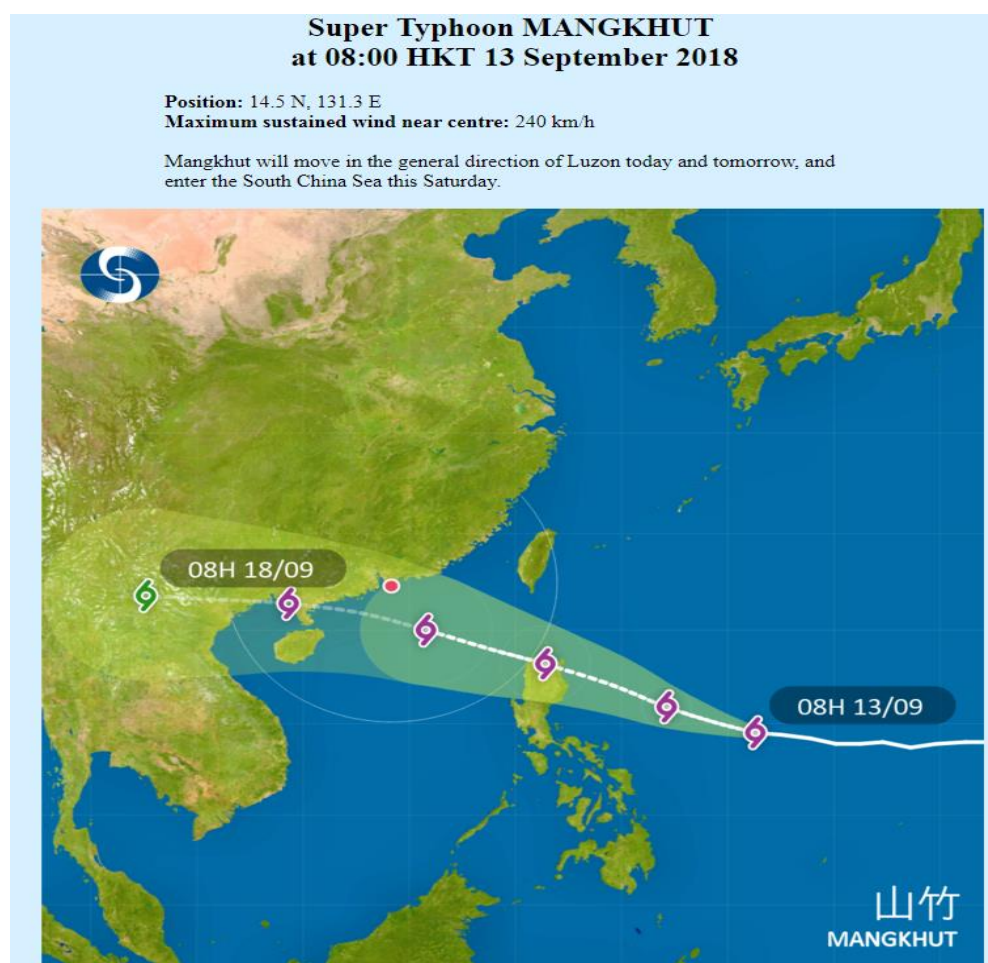 Super Typhoon MANGKHUT
at 08:00 HKT 13 September 2018
Position: 14.5 N, 131.3 E
Maximum sustained wind near centre: 240 km/h
Mangkhut will move in the general direction of Luzon today and tomorrow, and
enter the South China Sea this Saturday.
08H 18/09
08H 13/09
山竹
MANGKHUT